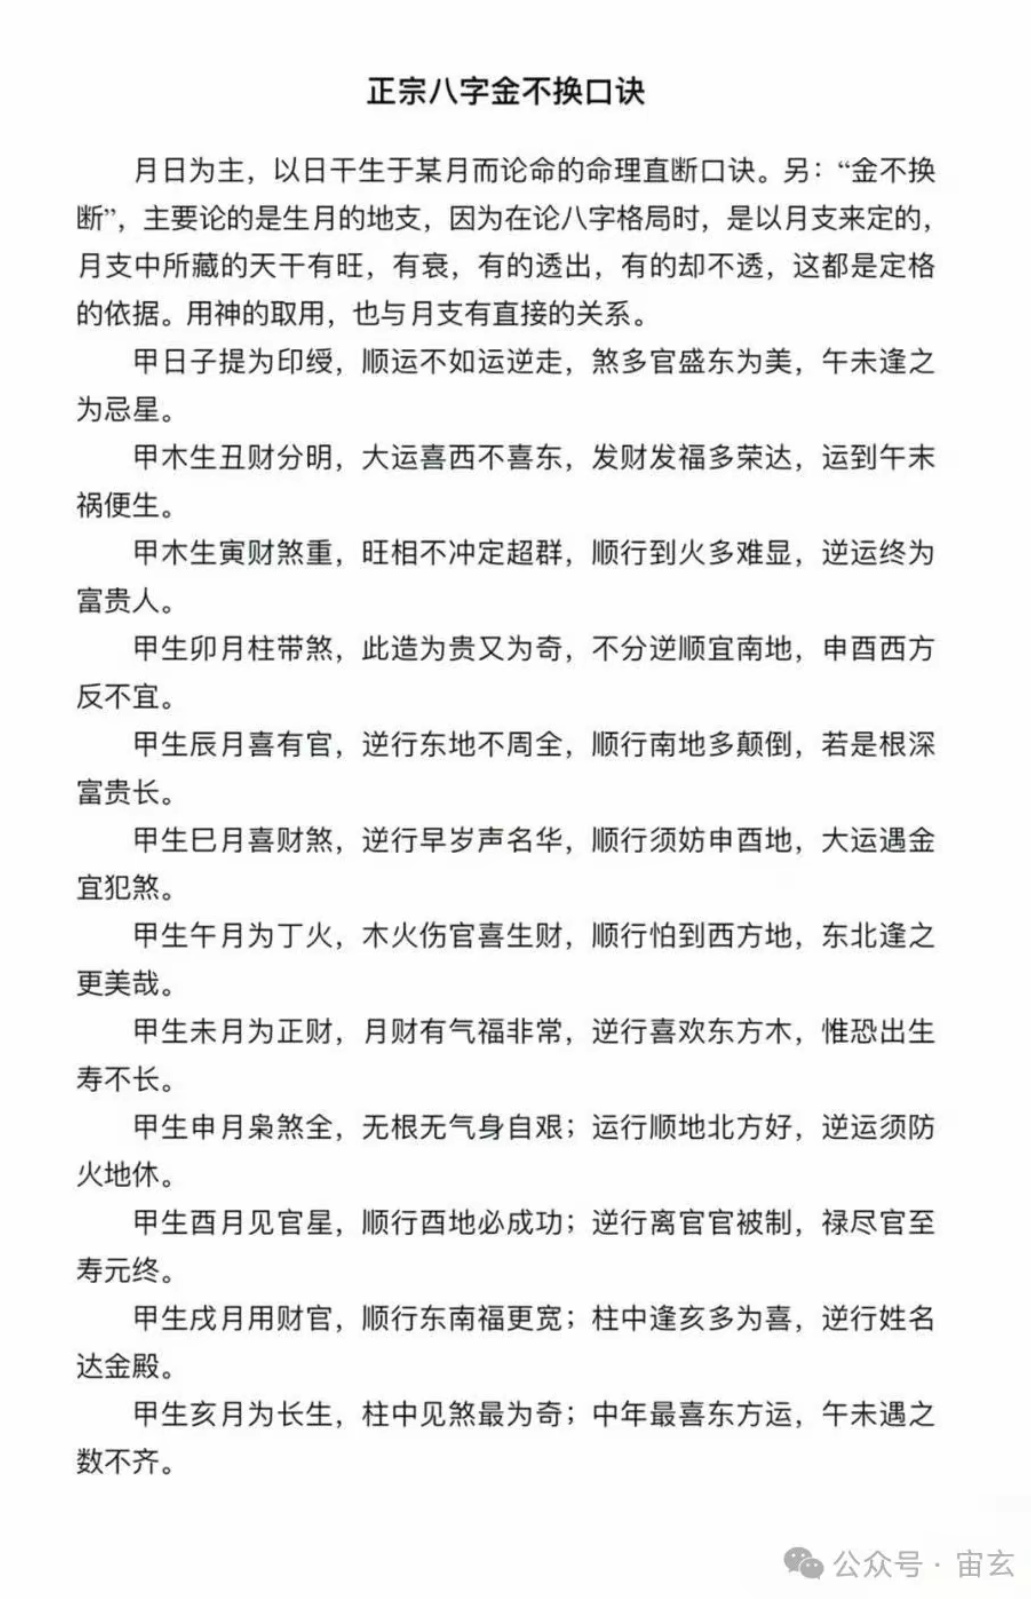 正宗八字金不换口诀
月日为主，以日干生于某月而论命的命理直断口诀。另：“金不换
断”，主要论的是生月的地支，因为在论八字格局时，是以月支来定的，
月支中所藏的天干有旺，有衰，有的透出，有的却不透，这都是定格
的依据。用神的取用，也与月支有直接的关系。
甲日子提为印绶，顺运不如运逆走，煞多官盛东为美，午未逢之
为忌星。
甲木生丑财分明，大运喜西不喜东，发财发福多荣达，运到午末
祸便生。
甲木生寅财煞重，旺相不冲定超群，顺行到火多难显，逆运终为
富贵人。
甲生卯月柱带煞，此造为贵又为奇，不分逆顺宜南地，申酉西方
反不宜。
甲生辰月喜有官，逆行东地不周全，顺行南地多颠倒，若是根深
富贵长。
甲生巳月喜财煞，逆行早岁声名华，顺行须妨申酉地，大运遇金
宜犯煞。
甲生午月为丁火，木火伤官喜生财，顺行怕到西方地，东北逢之
更美哉。
甲生未月为正财，月财有气福非常，逆行喜欢东方木，惟恐出生
寿不长。
甲生申月枭煞全，无根无气身自艰；运行顺地北方好，逆运须防
火地休。
甲生酉月见官星，顺行酉地必成功；逆行离官官被制，禄尽官至
寿元终。
甲生戌月用财官，顺行东南福更宽；柱中逢亥多为喜，逆行姓名
达金殿。
甲生亥月为长生，柱中见煞最为奇；中年最喜东方运，午未遇之
数不齐。
公众号·宙玄